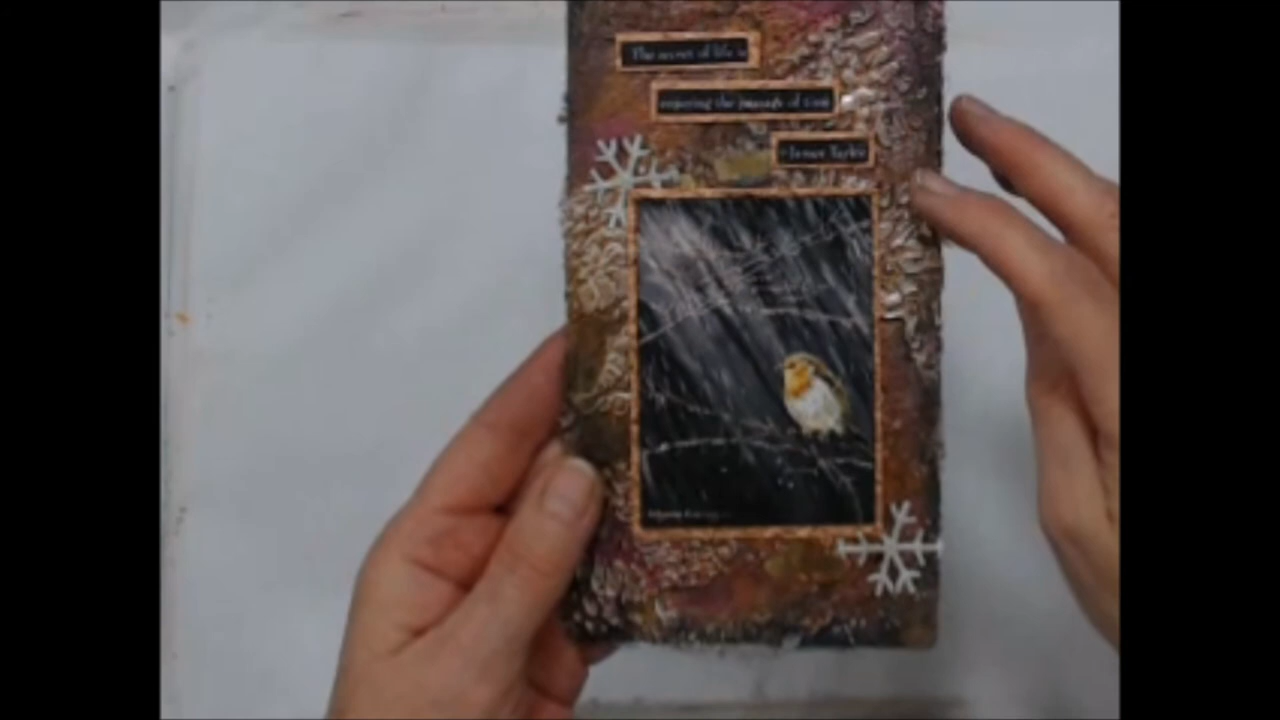 The secret of life is
enjoying the passage of time
-James Taylor